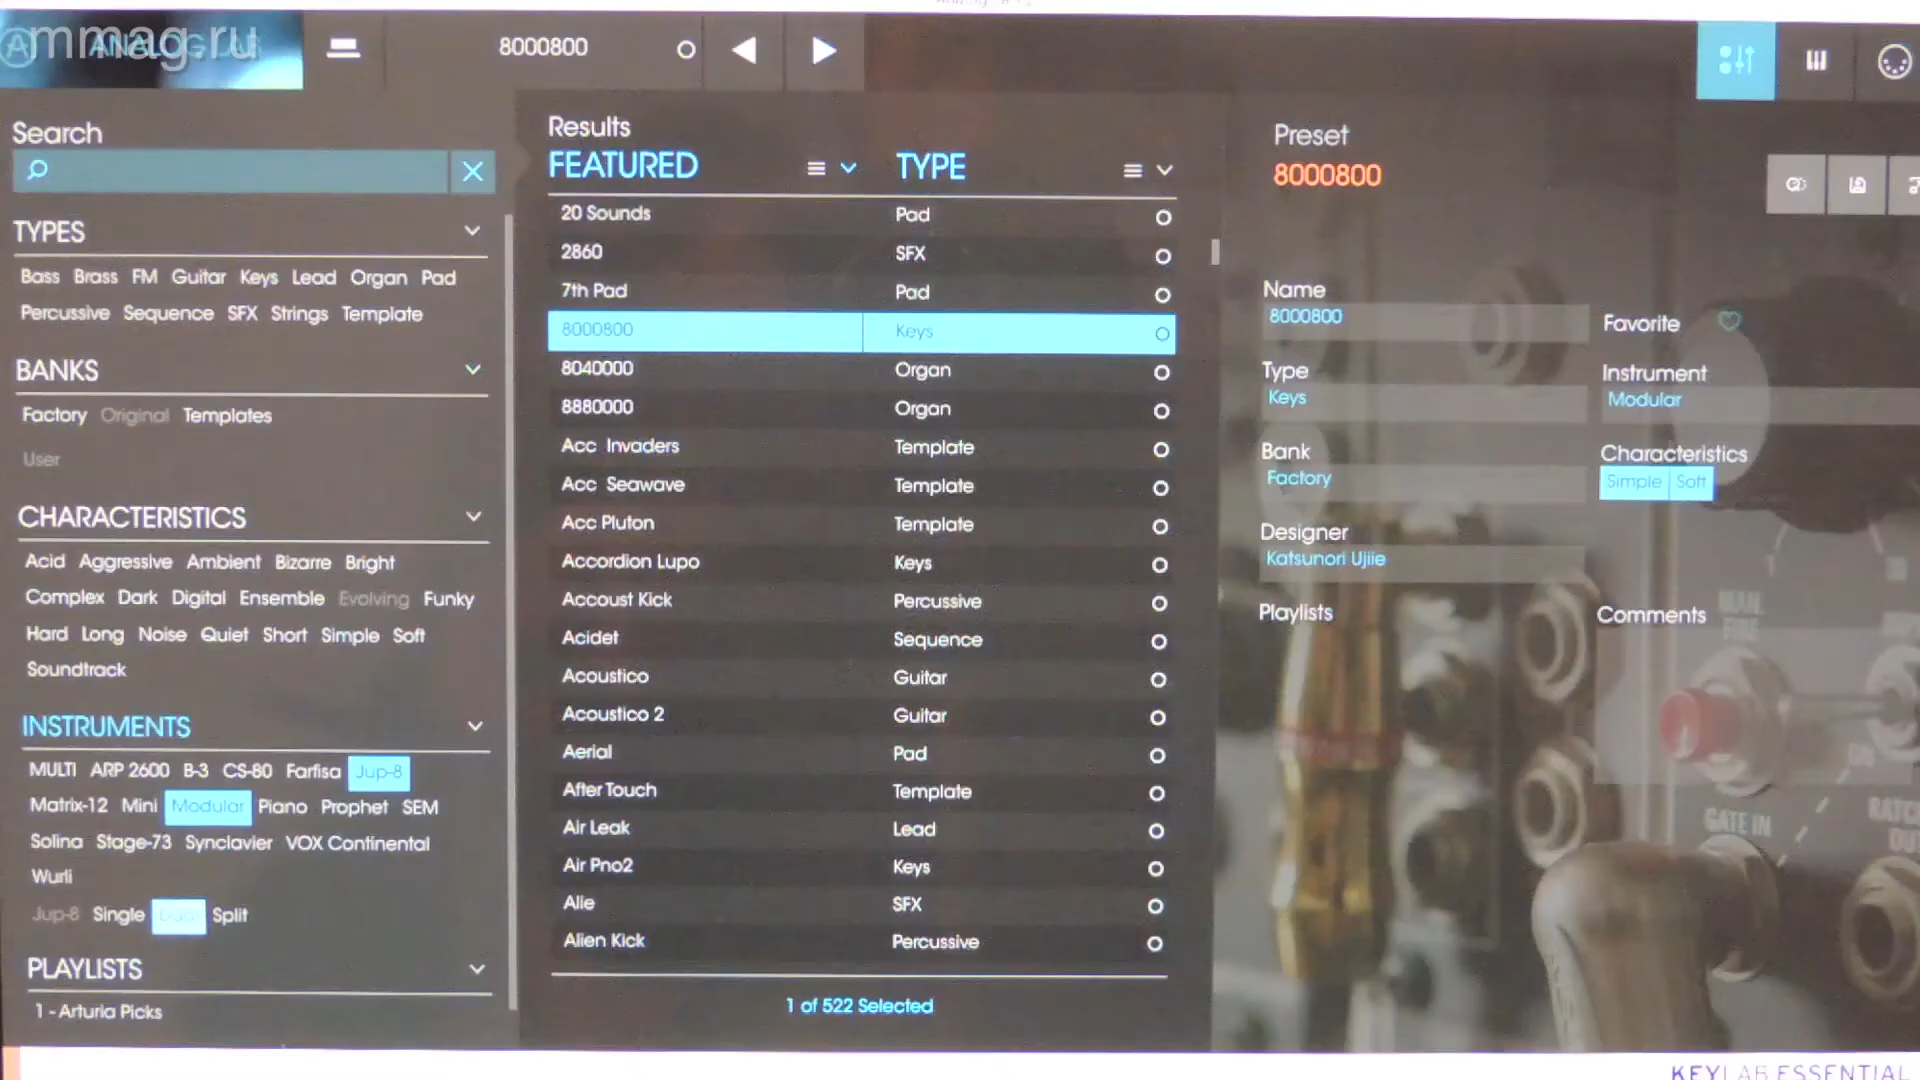 mmag.ru
ANALOG LAB
8000800
Search
TYPES
Bass Brass FM Guitar Keys Lead Organ Pad
Percussive Sequence SFX Strings Template
BANKS
Factory Original Templates
User
CHARACTERISTICS
Acid Aggressive Ambient Bizarre Bright
Complex Dark Digital Ensemble Evolving Funky
Hard Long Noise Quiet Short Simple Soft
Soundtrack
INSTRUMENTS
MULTI ARP 2600 B-3 CS-80 Farfisa Jup-8
Matrix-12 Mini Modular Piano Prophet SEM
Solina Stage-73 Synclavier VOX Continental
Wurli
Jup-8 Single Dual Split
PLAYLISTS
1 - Arturia Picks
Results
FEATURED TYPE
20 Sounds Pad
2860 SFX
7th Pad Pad
8000800 Keys
8040000 Organ
8880000 Organ
Acc Invaders Template
Acc Seawave Template
Acc Pluton Template
Accordion Lupo Keys
Accoust Kick Percussive
Acidet Sequence
Acoustico Guitar
Acoustico 2 Guitar
Aerial Pad
After Touch Template
Air Leak Lead
Air Pno2 Keys
Alie SFX
Alien Kick Percussive
1 of 522 Selected
Preset
8000800
Name
8000800
Favorite
Type
Keys
Instrument
Modular
Bank
Factory
Characteristics
Simple Soft
Designer
Katsunori Ujiie
Playlists
Comments
MAN.
FIRE
ON
GATE IN
KEYLAB ESSENTIAL